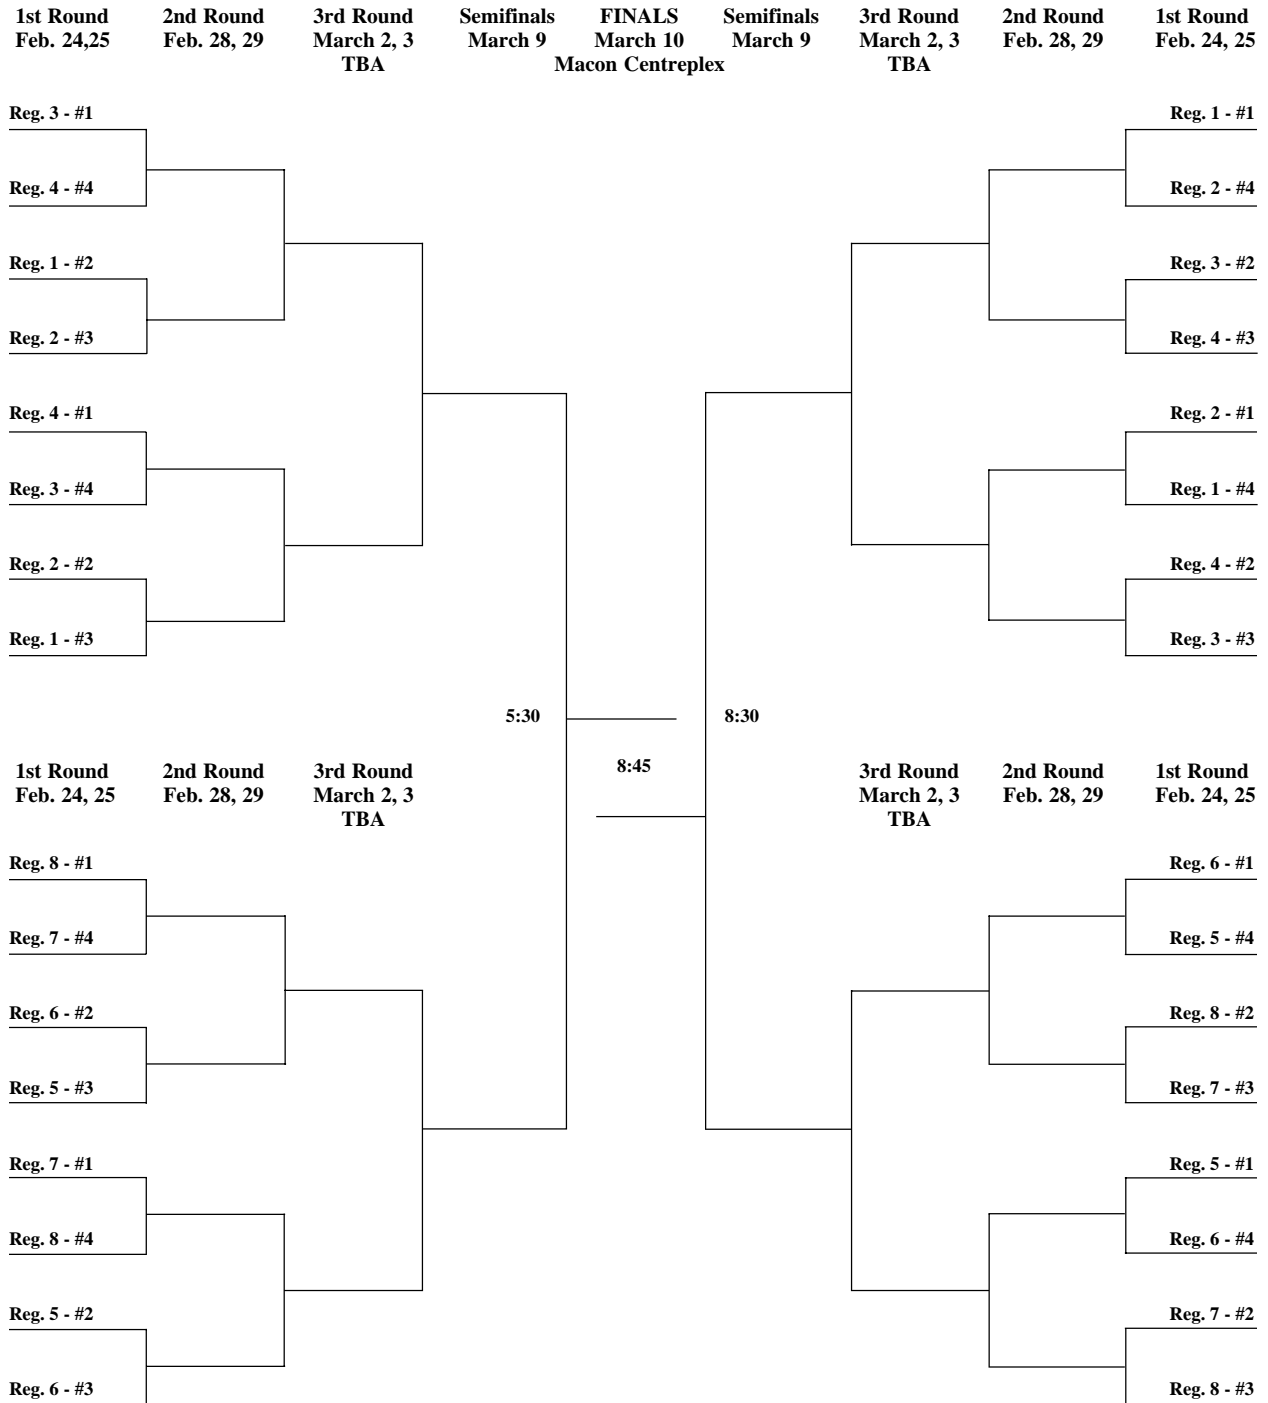 1st Round 2nd Round 3rd Round Semifinals FINALS Semifinals 3rd Round 2nd Round 1st Round
Feb. 24,25 Feb. 28, 29 March 2, 3 March 9 March 10 March 9 March 2, 3 Feb. 28, 29 Feb. 24, 25
TBA Macon Centreplex TBA
Reg. 3 - #1 Reg. 1 - #1
Reg. 4 - #4 Reg. 2 - #4
Reg. 1 - #2 Reg. 3 - #2
Reg. 2 - #3 Reg. 4 - #3
Reg. 4 - #1 Reg. 2 - #1
Reg. 3 - #4 Reg. 1 - #4
Reg. 2 - #2 Reg. 4 - #2
Reg. 1 - #3 Reg. 3 - #3
5:30 8:30
8:45
1st Round 2nd Round 3rd Round 3rd Round 2nd Round 1st Round
Feb. 24, 25 Feb. 28, 29 March 2, 3 March 2, 3 Feb. 28, 29 Feb. 24, 25
TBA TBA
Reg. 8 - #1 Reg. 6 - #1
Reg. 7 - #4 Reg. 5 - #4
Reg. 6 - #2 Reg. 8 - #2
Reg. 5 - #3 Reg. 7 - #3
Reg. 7 - #1 Reg. 5 - #1
Reg. 8 - #4 Reg. 6 - #4
Reg. 5 - #2 Reg. 7 - #2
Reg. 6 - #3 Reg. 8 - #3